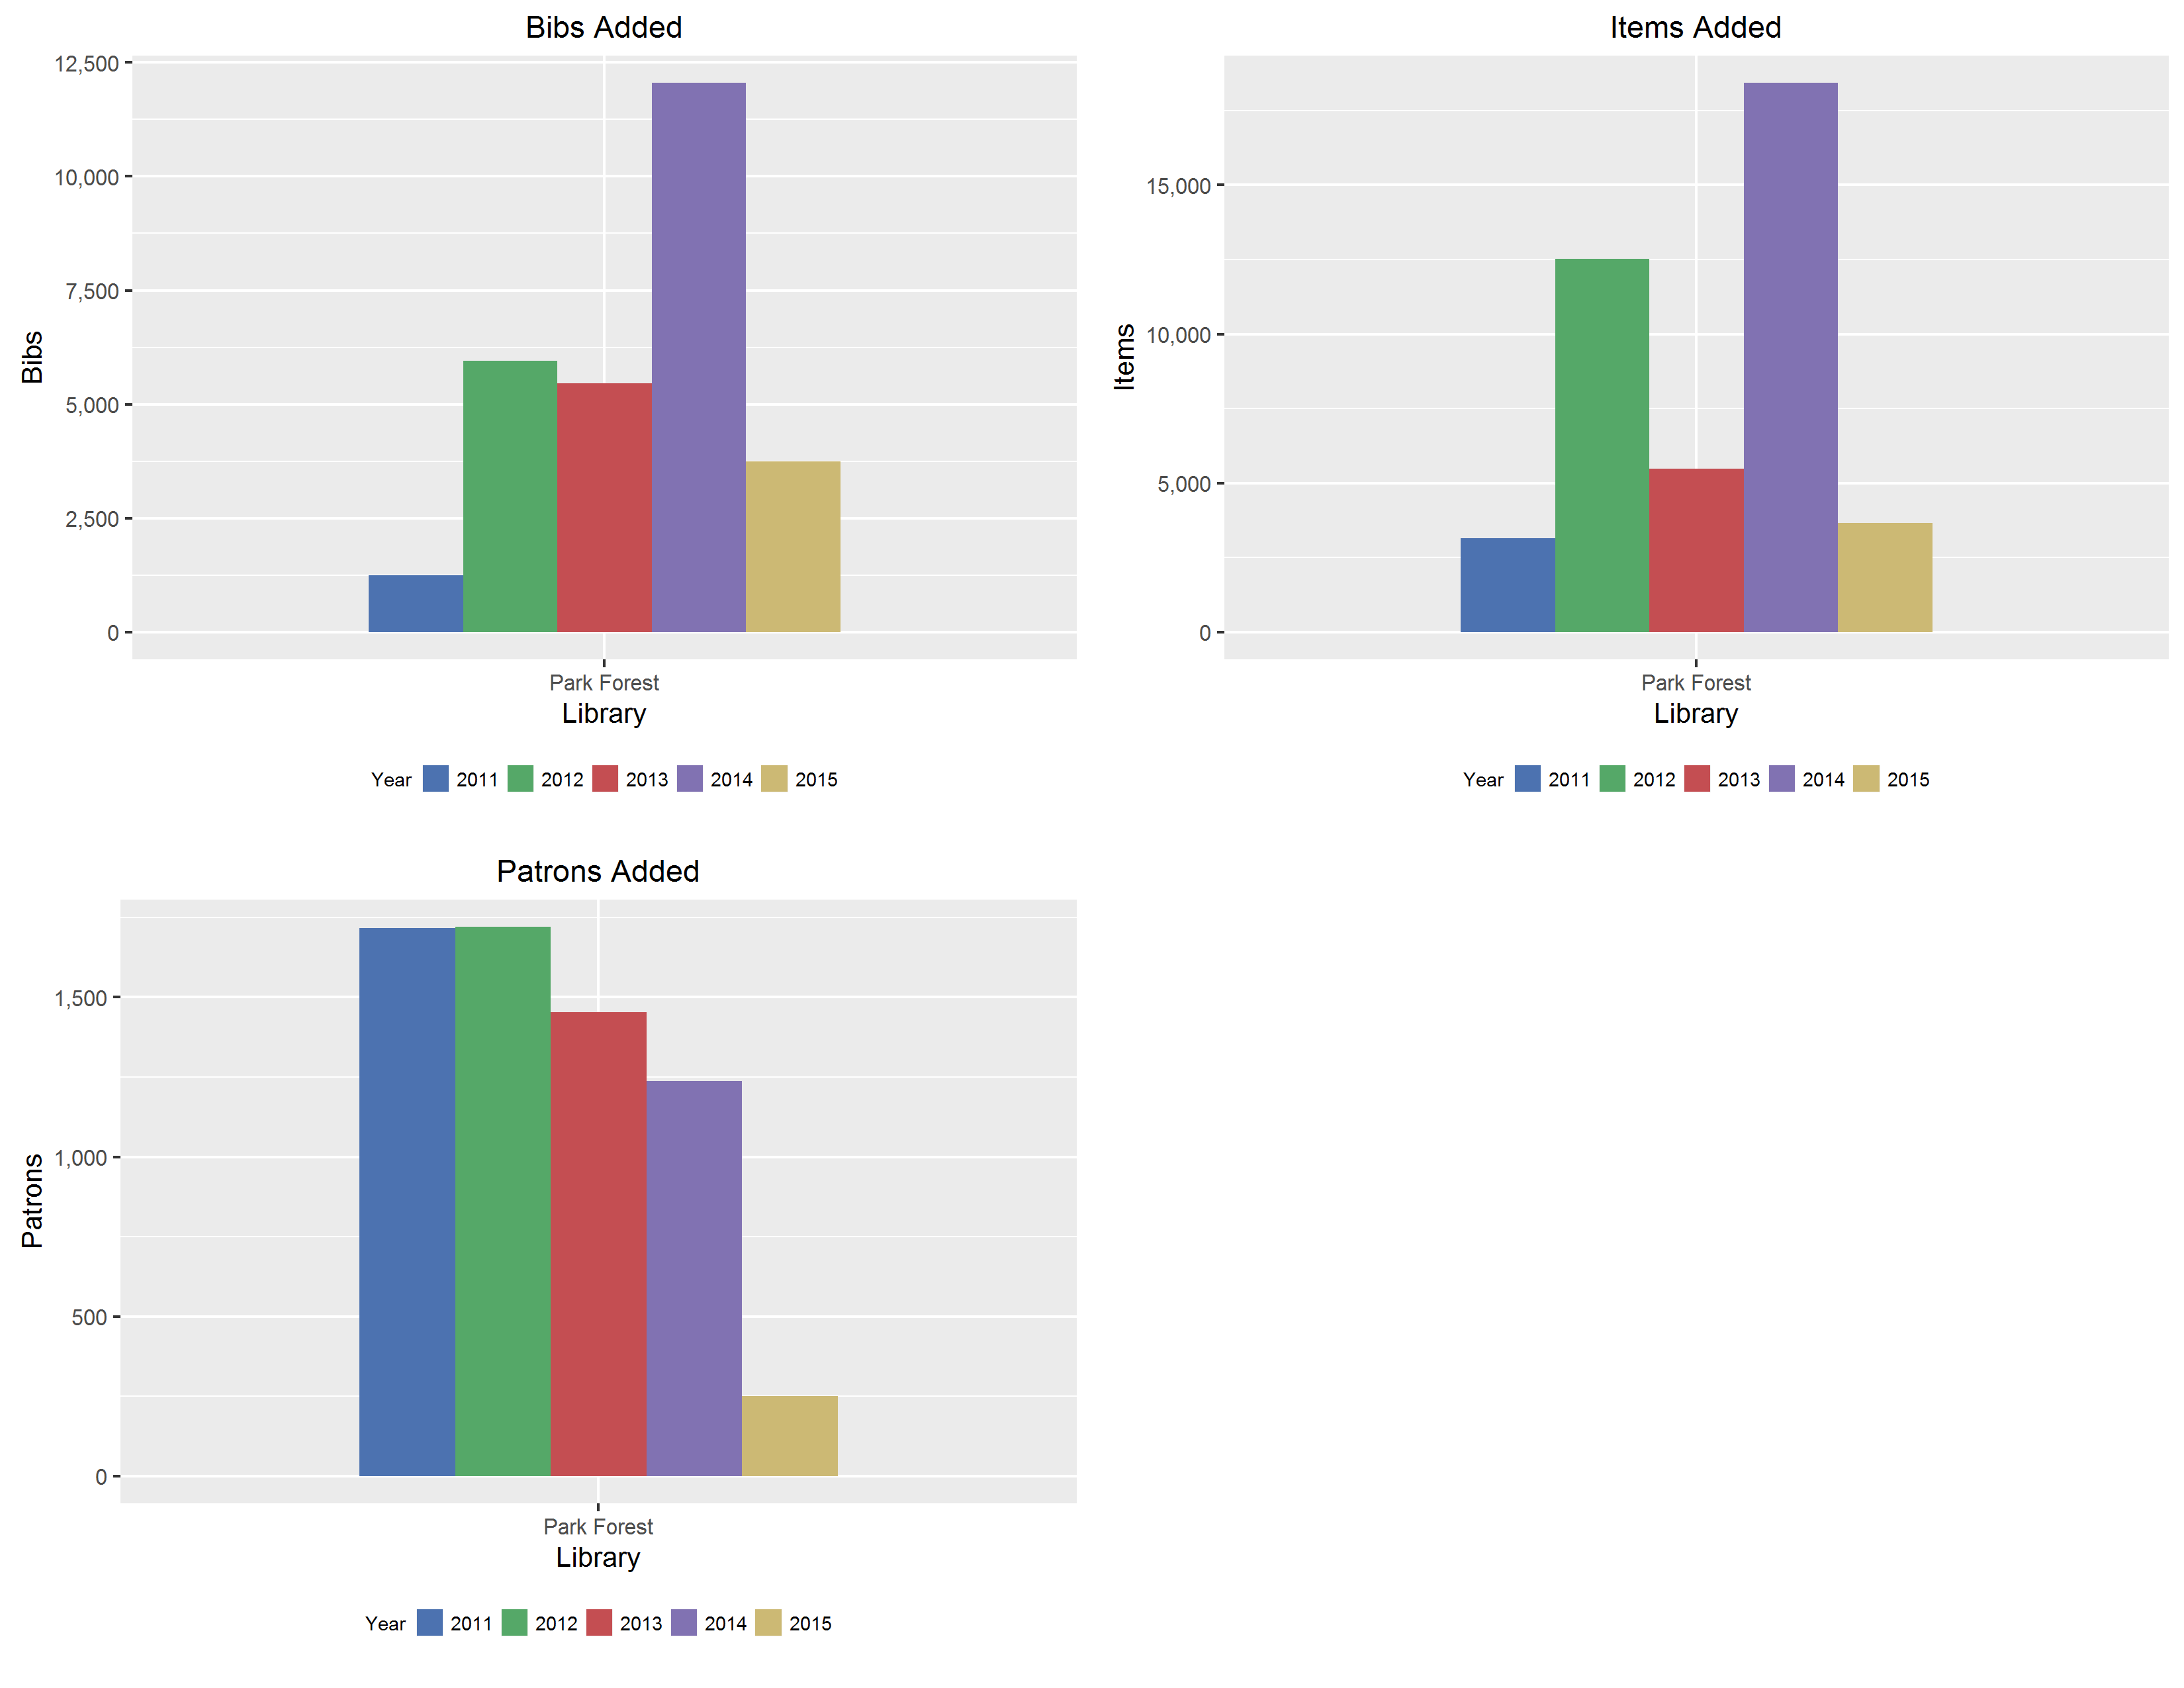 Bibs Added
12,500
10,000
7,500
5,000
2,500
0
Bibs
Park Forest
Library
Year 2011 2012 2013 2014 2015
Items Added
15,000
10,000
5,000
0
Items
Park Forest
Library
Year 2011 2012 2013 2014 2015
Patrons Added
1,500
1,000
500
0
Patrons
Park Forest
Library
Year 2011 2012 2013 2014 2015